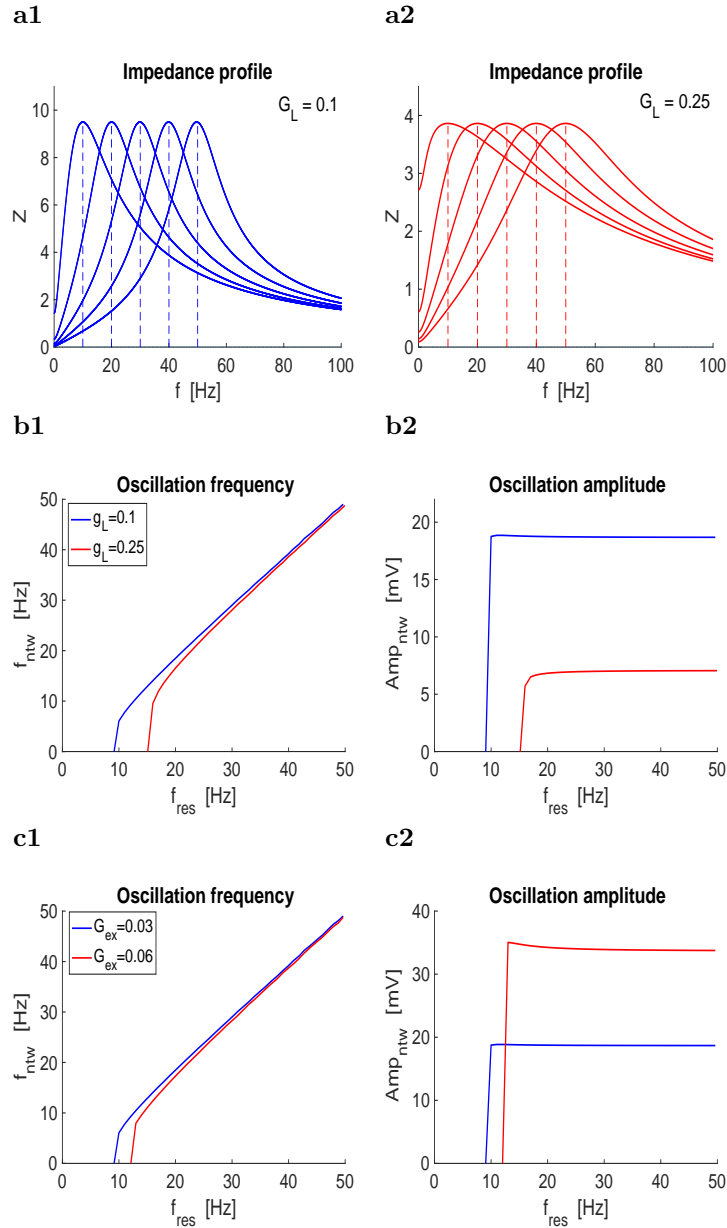 a1
a2
Impedance profile
G_L = 0.1
10
8
6
4
2
0
Z
0 20 40 60 80 100
f [Hz]
Impedance profile
G_L = 0.25
4
3
2
1
0
Z
0 20 40 60 80 100
f [Hz]
b1
b2
Oscillation frequency
g_L=0.1
g_L=0.25
50
40
30
20
10
0
f_ntw [Hz]
0 10 20 30 40 50
f_res [Hz]
Oscillation amplitude
20
15
10
5
0
Amp_ntw [mV]
0 10 20 30 40 50
f_res [Hz]
c1
c2
Oscillation frequency
G_ex=0.03
G_ex=0.06
50
40
30
20
10
0
f_ntw [Hz]
0 10 20 30 40 50
f_res [Hz]
Oscillation amplitude
40
30
20
10
0
Amp_ntw [mV]
0 10 20 30 40 50
f_res [Hz]